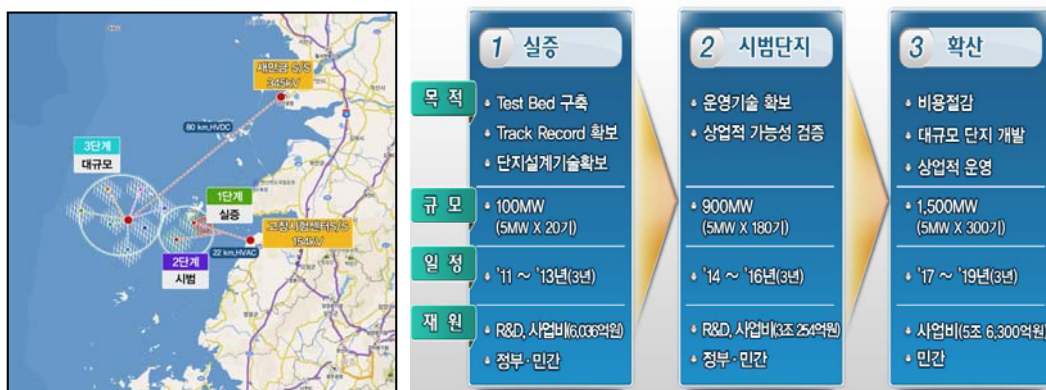 새만금 S/S
345kV
80 km,HVDC
3단계
대규모
1단계
실증
고창시험센터S/S
154kV
22 km,HVAC
2단계
시범
1 실증
2 시범단지
3 확산
목 적
• Test Bed 구축
• Track Record 확보
• 단지설계기술확보
• 운영기술 확보
• 상업적 가능성 검증
• 비용절감
• 대규모 단지 개발
• 상업적 운영
규 모
• 100MW
(5MW X 20기)
• 900MW
(5MW X 180기)
• 1,500MW
(5MW X 300기)
일 정
• '11 ~ '13년(3년)
• '14 ~ '16년(3년)
• '17 ~ '19년(3년)
재 원
• R&D, 사업비(6,036억원)
• 정부·민간
• R&D, 사업비(3조 254억원)
• 정부·민간
• 사업비(5조 6,300억원)
• 민간